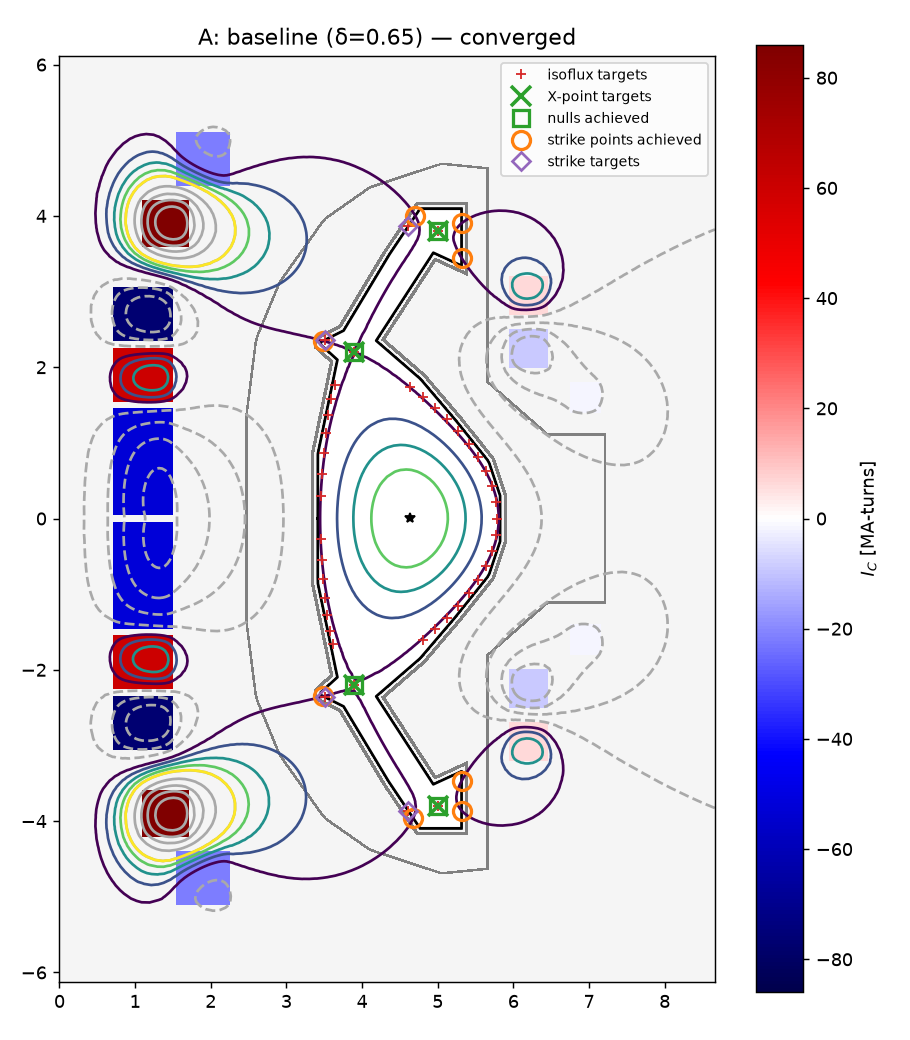 A: baseline (δ=0.65) — converged
isoflux targets
X-point targets
nulls achieved
strike points achieved
strike targets
6
4
2
0
−2
−4
−6
0 1 2 3 4 5 6 7 8
80
60
40
20
0
−20
−40
−60
−80
I_C [MA-turns]